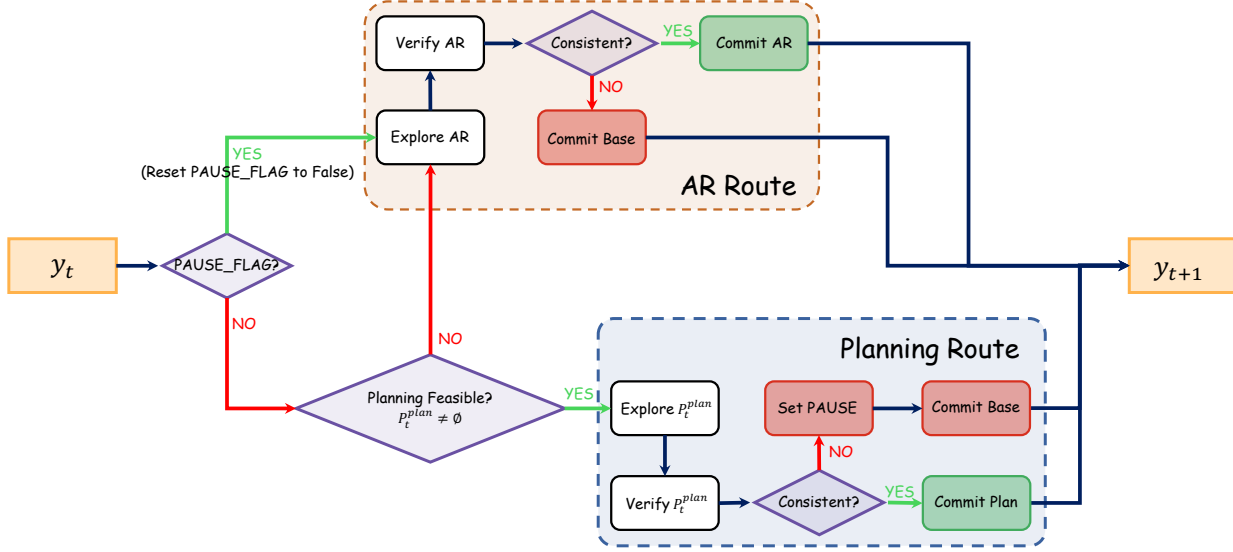 Verify AR
Consistent?
YES
Commit AR
NO
Explore AR
Commit Base
YES
(Reset PAUSE_FLAG to False)
AR Route
y_t
PAUSE_FLAG?
y_{t+1}
NO
NO
Planning Route
Planning Feasible?
P_t^{plan} ≠ ∅
YES
Explore P_t^{plan}
Set PAUSE
Commit Base
NO
Verify P_t^{plan}
Consistent?
YES
Commit Plan